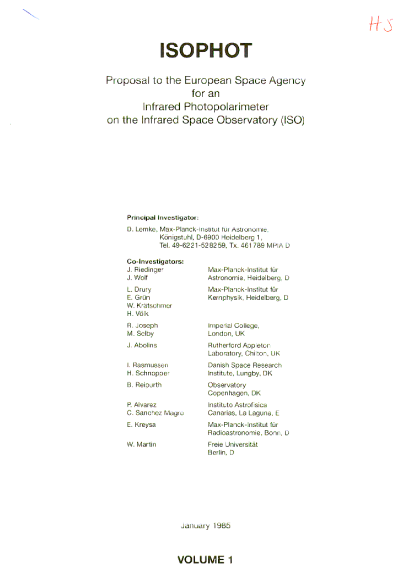 HS
ISOPHOT
Proposal to the European Space Agency
for an
Infrared Photopolarimeter
on the Infrared Space Observatory (ISO)
Principal Investigator:
D. Lemke, Max-Planck-Institut für Astronomie,
Königstuhl, D-6900 Heidelberg 1,
Tel. 49-6221-528259, Tx. 461789 MPIA D
Co-Investigators:
J. Riedinger Max-Planck-Institut für
J. Wolf Astronomie, Heidelberg, D
L. Drury Max-Planck-Institut für
E. Grün Kernphysik, Heidelberg, D
W. Krätschmer
H. Völk
R. Joseph Imperial College,
M. Selby London, UK
J. Abolins Rutherford Appleton
Laboratory, Chilton, UK
I. Rasmussen Danish Space Research
H. Schnopper Institute, Lungby, DK
B. Reipurth Observatory
Copenhagen, DK
P. Alvarez Instituto Astrofisica
C. Sanchez Magro Canarias, La Laguna, E
E. Kreysa Max-Planck-Institut für
Radioastronomie, Bonn, D
W. Martin Freie Universität
Berlin, D
January 1985
VOLUME 1